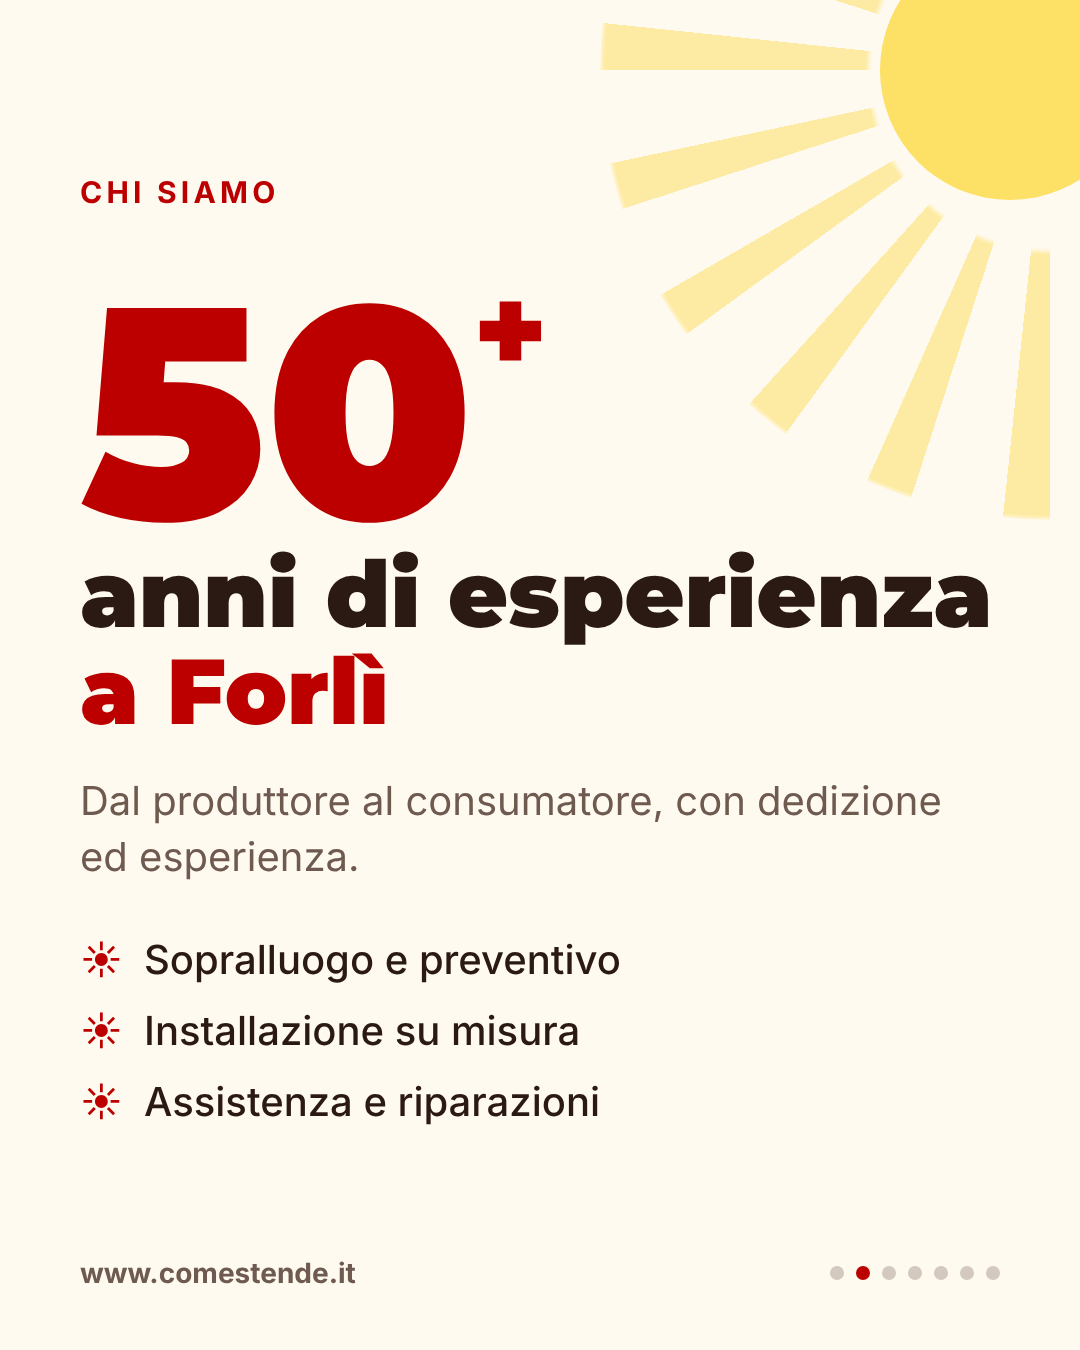 CHI SIAMO
50+
anni di esperienza
a Forlì
Dal produttore al consumatore, con dedizione
ed esperienza.
Sopralluogo e preventivo
Installazione su misura
Assistenza e riparazioni
www.comestende.it